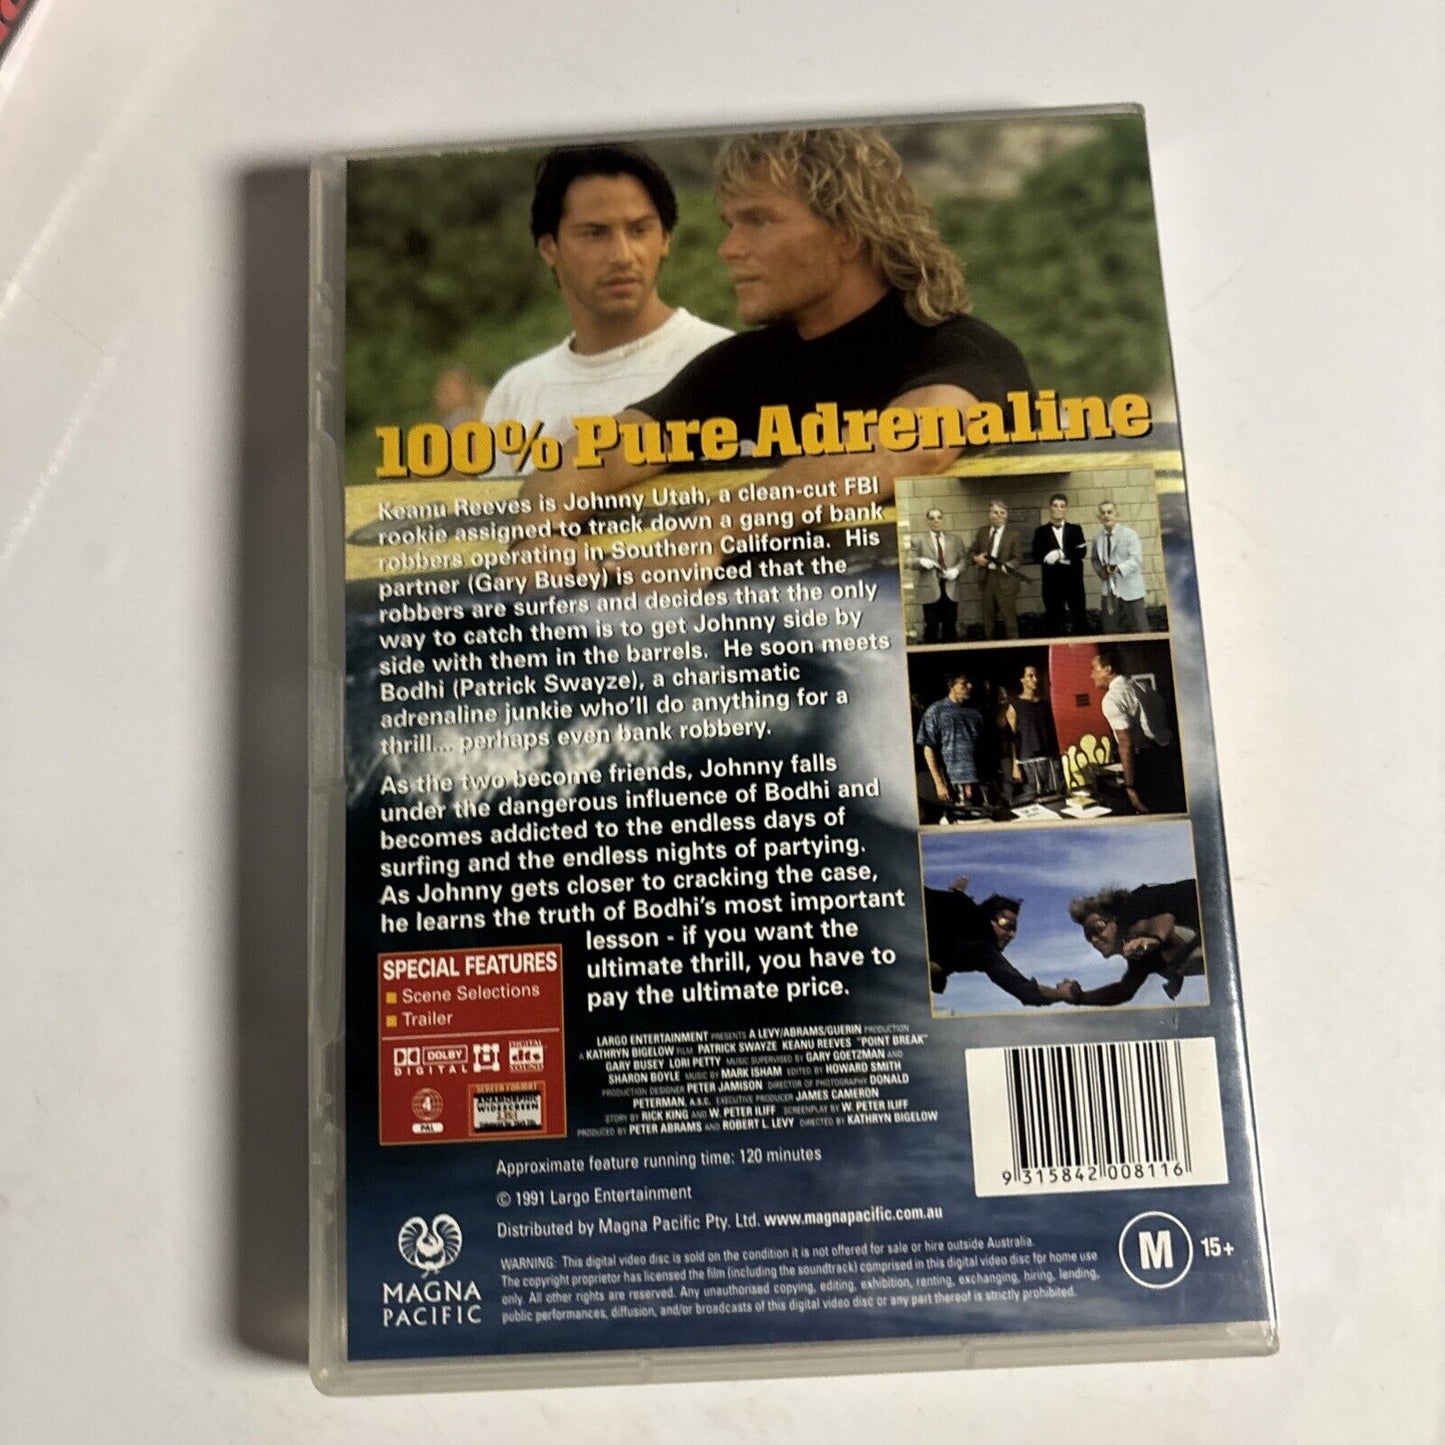 100% Pure Adrenaline
Keanu Reeves is Johnny Utah, a clean-cut FBI
rookie assigned to track down a gang of bank
robbers operating in Southern California. His
partner (Gary Busey) is convinced that the
robbers are surfers and decides that the only
way to catch them is to get Johnny side by
side with them in the barrels. He soon meets
Bodhi (Patrick Swayze), a charismatic
adrenaline junkie who'll do anything for a
thrill... perhaps even bank robbery.
As the two become friends, Johnny falls
under the dangerous influence of Bodhi and
becomes addicted to the endless days of
surfing and the endless nights of partying.
As Johnny gets closer to cracking the case,
he learns the truth of Bodhi's most important
lesson - if you want the
ultimate thrill, you have to
pay the ultimate price.
SPECIAL FEATURES
Scene Selections
Trailer
DOLBY
DIGITAL
DIGITAL
dts
4
PAL
SCREEN FORMAT
ANAMORPHIC
WIDESCREEN
LARGO ENTERTAINMENT PRESENTS A LEVY/ABRAMS/GUERIN PRODUCTION
A KATHRYN BIGELOW FILM PATRICK SWAYZE KEANU REEVES "POINT BREAK"
GARY BUSEY LORI PETTY MUSIC SUPERVISED BY GARY GOETZMAN AND
SHARON BOYLE MUSIC BY MARK ISHAM EDITED BY HOWARD SMITH
PRODUCTION DESIGNER PETER JAMISON DIRECTOR OF PHOTOGRAPHY DONALD
PETERMAN, A.S.C. EXECUTIVE PRODUCER JAMES CAMERON
STORY BY RICK KING AND W. PETER ILIFF SCREENPLAY BY W. PETER ILIFF
PRODUCED BY PETER ABRAMS AND ROBERT L. LEVY DIRECTED BY KATHRYN BIGELOW
9 315842 008116
Approximate feature running time: 120 minutes
© 1991 Largo Entertainment
Distributed by Magna Pacific Pty. Ltd. www.magnapacific.com.au
MAGNA
PACIFIC
WARNING: This digital video disc is sold on the condition it is not offered for sale or hire outside Australia.
The copyright proprietor has licensed the film (including the soundtrack) comprised in this digital video disc for home use
only. All other rights are reserved. Any unauthorised copying, editing, exhibition, renting, exchanging, hiring, lending,
public performances, diffusion, and/or broadcasts of this digital video disc or any part thereof is strictly prohibited.
M 15+